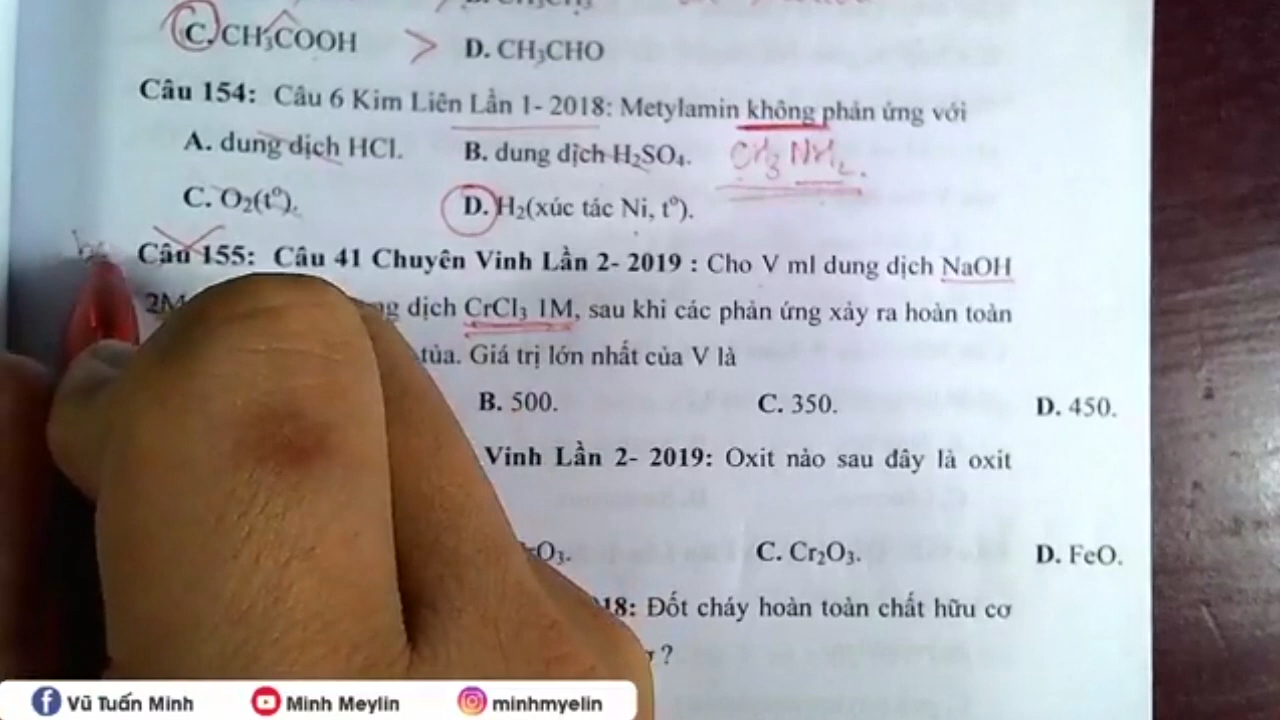 C. CH₃COOH > D. CH₃CHO
Câu 154: Câu 6 Kim Liên Lần 1- 2018: Metylamin không phản ứng với
A. dung dịch HCl. B. dung dịch H₂SO₄. CH₃NH₂.
C. O₂(t°). D. H₂(xúc tác Ni, t°).
Câu 155: Câu 41 Chuyên Vinh Lần 2- 2019 : Cho V ml dung dịch NaOH
2M dịch CrCl₃ 1M, sau khi các phản ứng xảy ra hoàn toàn
tủa. Giá trị lớn nhất của V là
B. 500. C. 350. D. 450.
Vinh Lần 2- 2019: Oxit nào sau đây là oxit
O₃. C. Cr₂O₃. D. FeO.
18: Đốt cháy hoàn toàn chất hữu cơ
?
Vũ Tuấn Minh Minh Meylin minhmyelin